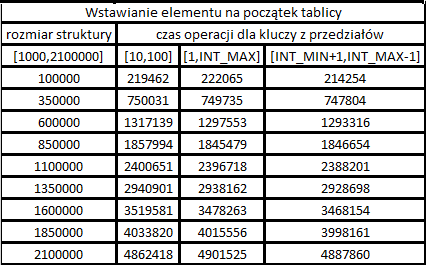 Wstawianie elementu na początek tablicy
rozmiar struktury czas operacji dla kluczy z przedziałów
[1000,2100000] [10,100] [1,INT_MAX] [INT_MIN+1,INT_MAX-1]
100000 219462 222065 214254
350000 750031 749735 747804
600000 1317139 1297553 1293316
850000 1857994 1845479 1846654
1100000 2400651 2396718 2388201
1350000 2940901 2938162 2928698
1600000 3519581 3478263 3468154
1850000 4033820 4015556 3998161
2100000 4862418 4901525 4887860